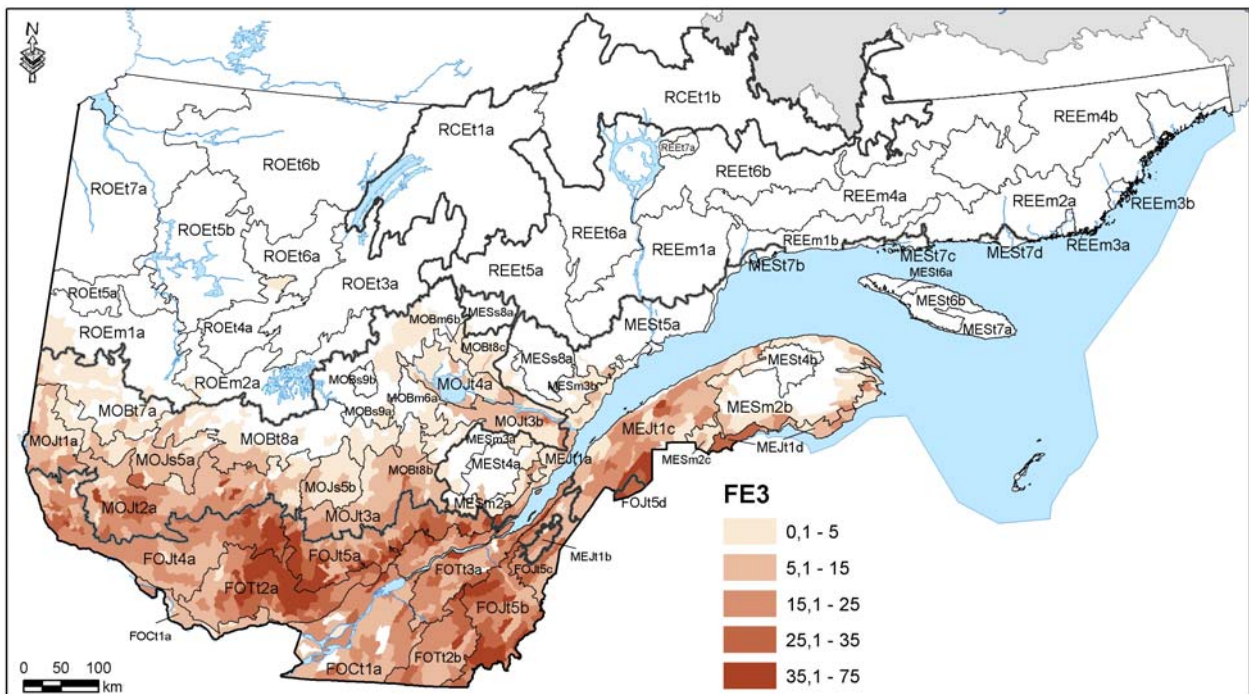 N
RCEt1b
RCEt1a
REEm4b
REEt7a
ROEt6b
REEt6b
ROEt7a
REEm4a
REEm2a
REEm3b
ROEt5b
REEt6a
REEm1a
REEm1b
REEm3a
ROEt6a
MESt7b
MESt7c
MESt7d
REEt5a
MESt6a
ROEt3a
ROEt5a
MESt6b
MOBm6b
MESs8a
MESt5a
MESt7a
ROEm1a
ROEt4a
MOBt8c
MESs8a
MESt4b
ROEm2a
MOBs9b
MOJt4a
MESm3b
MOBm6a
MESm2b
MOBt7a
MOBs9a
MOJt3b
MEJt1c
MOBt8a
MESm3a
MEJt1d
MOJt1a
MEJt1a
MESm2c
MOJs5a
MOBt8b
MESt4a
MOJs5b
FOJt5d
MOJt2a
MESm2a
MOJt3a
FE3
0,1 - 5
FOJt4a
FOJt5a
MEJt1b
5,1 - 15
FOTt3a
FOJt5c
FOTt2a
15,1 - 25
FOJt5b
25,1 - 35
FOCt1a
FOCt1a
FOTt2b
35,1 - 75
0 50 100
km